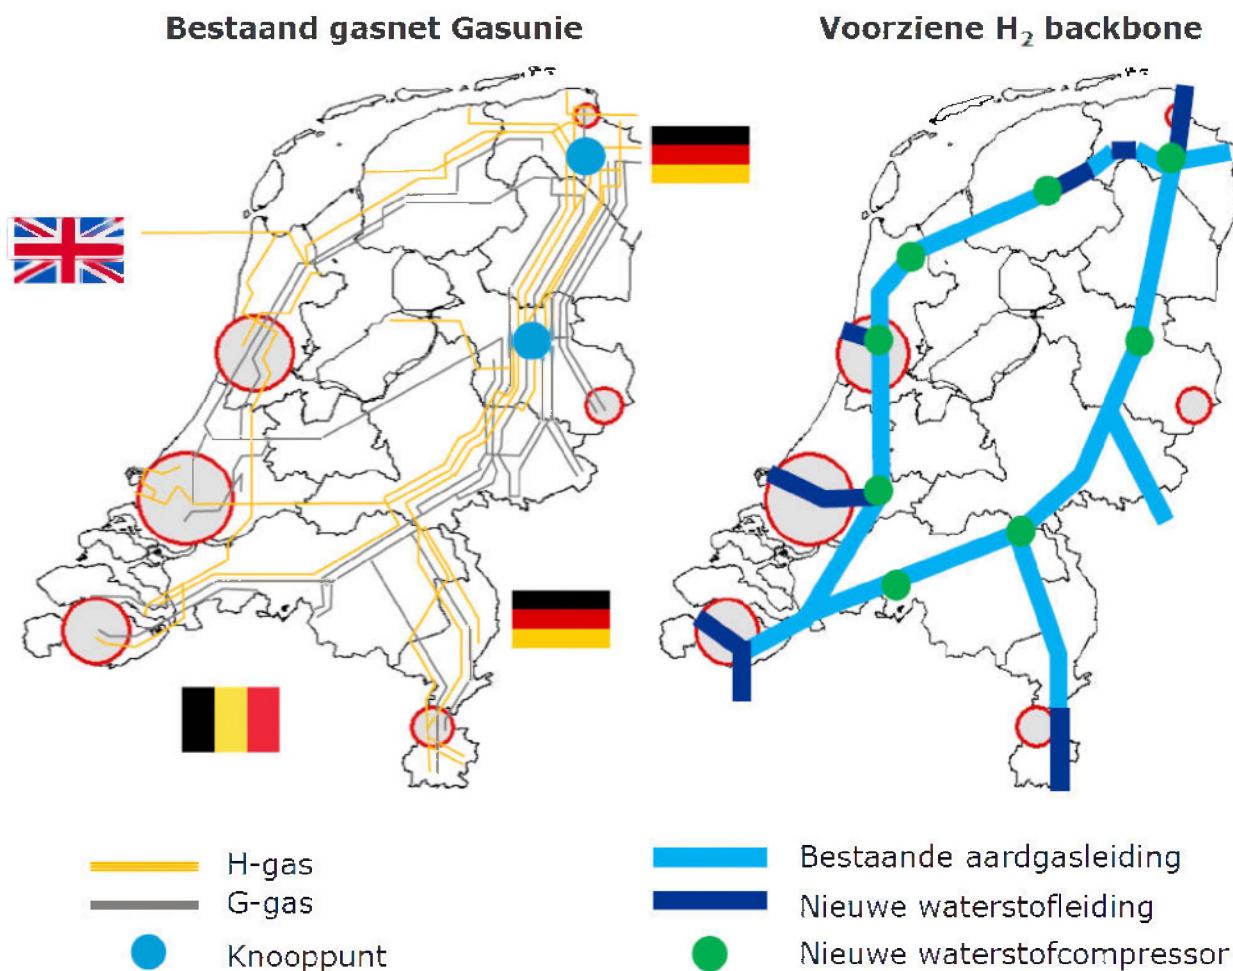 Bestaand gasnet Gasunie
Voorziene H₂ backbone
H-gas
G-gas
Knooppunt
Bestaande aardgasleiding
Nieuwe waterstofleiding
Nieuwe waterstofcompressor